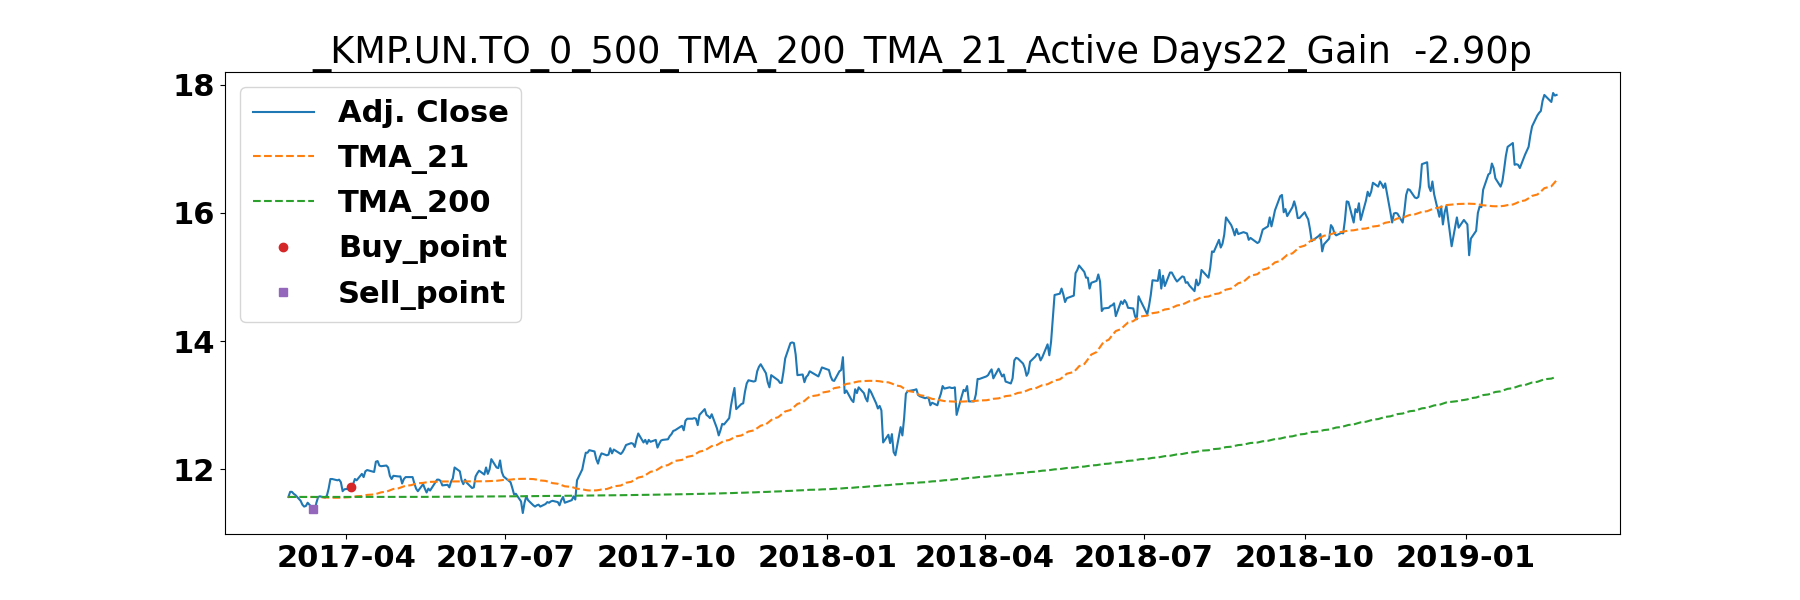 _KMP.UN.TO_0_500_TMA_200_TMA_21_Active Days22_Gain  -2.90p
18
16
14
12
Adj. Close
TMA_21
TMA_200
Buy_point
Sell_point
2017-04 2017-07 2017-10 2018-01 2018-04 2018-07 2018-10 2019-01